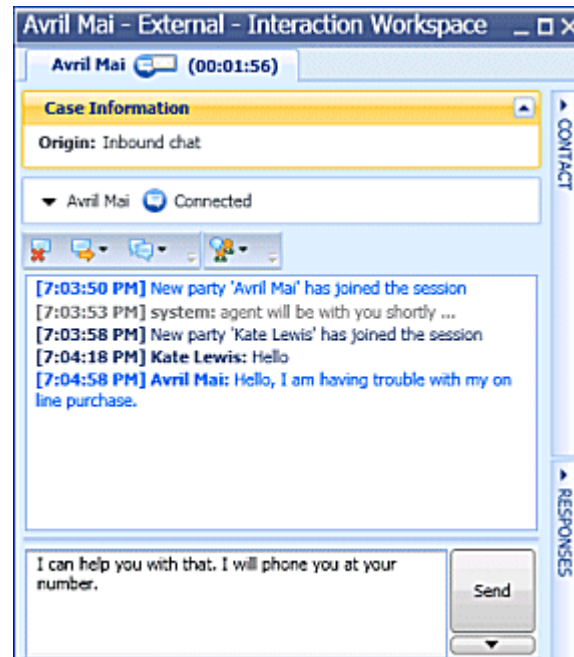 Avril Mai - External - Interaction Workspace
Avril Mai (00:01:56)
Case Information
Origin: Inbound chat
Avril Mai Connected
[7:03:50 PM] New party 'Avril Mai' has joined the session
[7:03:53 PM] system: agent will be with you shortly ...
[7:03:58 PM] New party 'Kate Lewis' has joined the session
[7:04:18 PM] Kate Lewis: Hello
[7:04:58 PM] Avril Mai: Hello, I am having trouble with my on
line purchase.
I can help you with that. I will phone you at your
number.
Send
CONTACT
RESPONSES